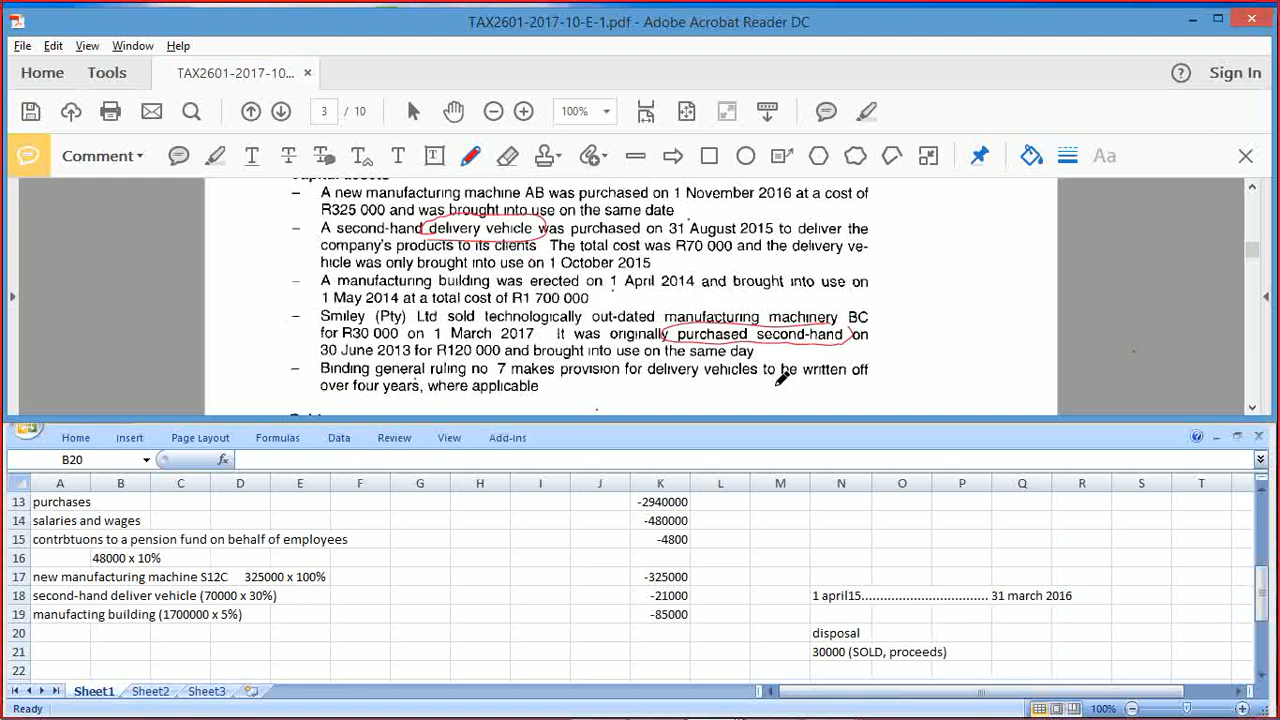 TAX2601-2017-10-E-1.pdf - Adobe Acrobat Reader DC
File Edit View Window Help
Home Tools TAX2601-2017-10... × Sign In
3 / 10 100%
Comment
– A new manufacturing machine AB was purchased on 1 November 2016 at a cost of
R325 000 and was brought into use on the same date
– A second-hand delivery vehicle was purchased on 31 August 2015 to deliver the
company's products to its clients The total cost was R70 000 and the delivery ve-
hicle was only brought into use on 1 October 2015
– A manufacturing building was erected on 1 April 2014 and brought into use on
1 May 2014 at a total cost of R1 700 000
– Smiley (Pty) Ltd sold technologically out-dated manufacturing machinery BC
for R30 000 on 1 March 2017 It was originally purchased second-hand on
30 June 2013 for R120 000 and brought into use on the same day
– Binding general ruling no 7 makes provision for delivery vehicles to be written off
over four years, where applicable
Home Insert Page Layout Formulas Data Review View Add-Ins
B20 fx
A B C D E F G H I J K L M N O P Q R S T
13 purchases -2940000
14 salaries and wages -480000
15 contrbtuons to a pension fund on behalf of employees -4800
16 48000 x 10%
17 new manufacturing machine S12C 325000 x 100% -325000
18 second-hand deliver vehicle (70000 x 30%) -21000 1 april15.................................. 31 march 2016
19 manufacting building (1700000 x 5%) -85000
20 disposal
21 30000 (SOLD, proceeds)
22
Sheet1 Sheet2 Sheet3
Ready 100%